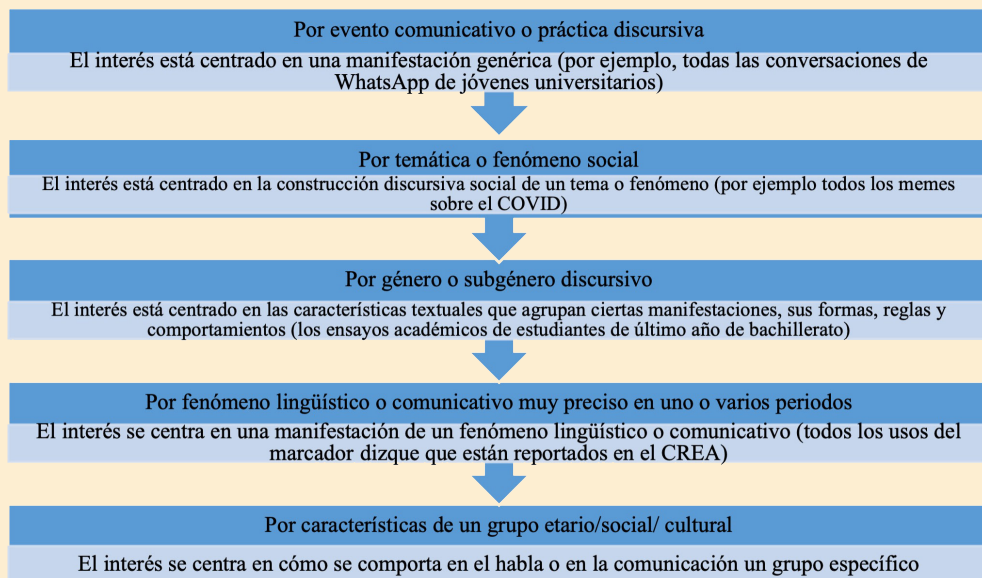 Por evento comunicativo o práctica discursiva
El interés está centrado en una manifestación genérica (por ejemplo, todas las conversaciones de
WhatsApp de jóvenes universitarios)
Por temática o fenómeno social
El interés está centrado en la construcción discursiva social de un tema o fenómeno (por ejemplo todos los memes
sobre el COVID)
Por género o subgénero discursivo
El interés está centrado en las características textuales que agrupan ciertas manifestaciones, sus formas, reglas y
comportamientos (los ensayos académicos de estudiantes de último año de bachillerato)
Por fenómeno lingüístico o comunicativo muy preciso en uno o varios periodos
El interés se centra en una manifestación de un fenómeno lingüístico o comunicativo (todos los usos del
marcador dizque que están reportados en el CREA)
Por características de un grupo etario/social/ cultural
El interés se centra en cómo se comporta en el habla o en la comunicación un grupo específico